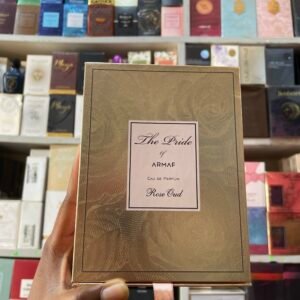 The Pride
of
ARMAF
EAU DE PARFUM
Rose Oud